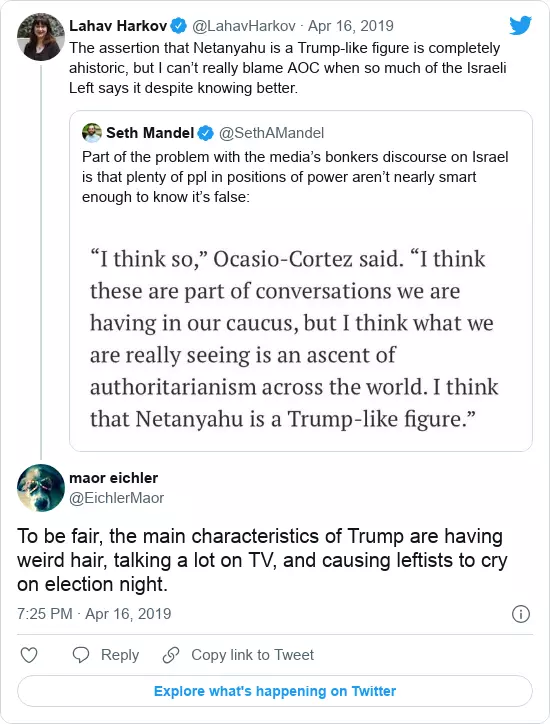 Lahav Harkov @LahavHarkov · Apr 16, 2019
The assertion that Netanyahu is a Trump-like figure is completely
ahistoric, but I can’t really blame AOC when so much of the Israeli
Left says it despite knowing better.
Seth Mandel @SethAMandel
Part of the problem with the media’s bonkers discourse on Israel
is that plenty of ppl in positions of power aren’t nearly smart
enough to know it’s false:
“I think so,” Ocasio-Cortez said. “I think
these are part of conversations we are
having in our caucus, but I think what we
are really seeing is an ascent of
authoritarianism across the world. I think
that Netanyahu is a Trump-like figure.”
maor eichler
@EichlerMaor
To be fair, the main characteristics of Trump are having
weird hair, talking a lot on TV, and causing leftists to cry
on election night.
7:25 PM · Apr 16, 2019
Reply Copy link to Tweet
Explore what's happening on Twitter